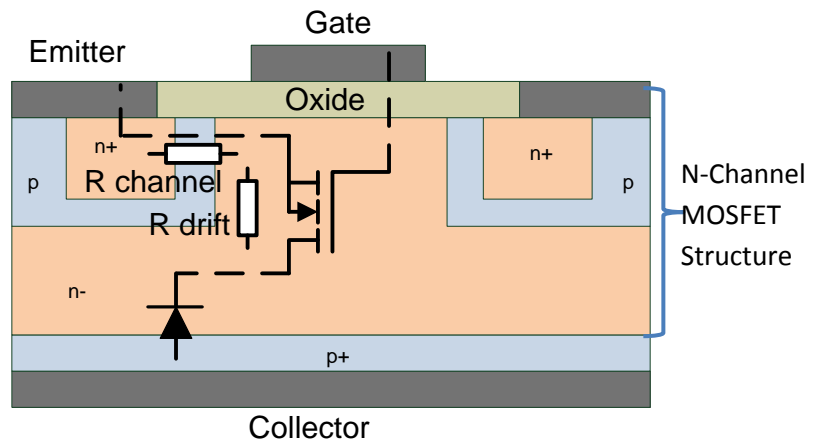 Gate
Emitter
Oxide
n+
n+
R channel
p
p
N-Channel
MOSFET
Structure
R drift
n-
p+
Collector